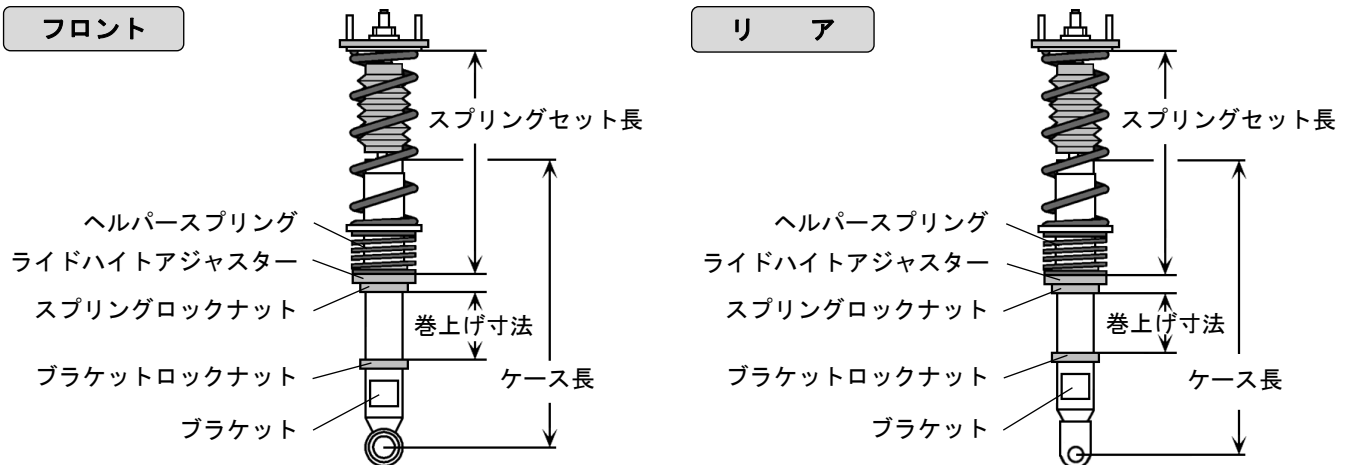 フロント
スプリングセット長
ヘルパースプリング
ライドハイトアジャスター
スプリングロックナット
巻上げ寸法
ブラケットロックナット
ケース長
ブラケット
リ ア
スプリングセット長
ヘルパースプリング
ライドハイトアジャスター
スプリングロックナット
巻上げ寸法
ブラケットロックナット
ケース長
ブラケット